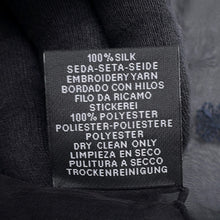 100% SILK
SEDA-SETA-SEIDE
EMBROIDERY YARN
BORDADO CON HILOS
FILO DA RICAMO
STICKEREI
100% POLYESTER
POLIESTER-POLIESTERE
POLYESTER
DRY CLEAN ONLY
LIMPIEZA EN SECO
PULITURA A SECCO
TROCKENREINIGUNG